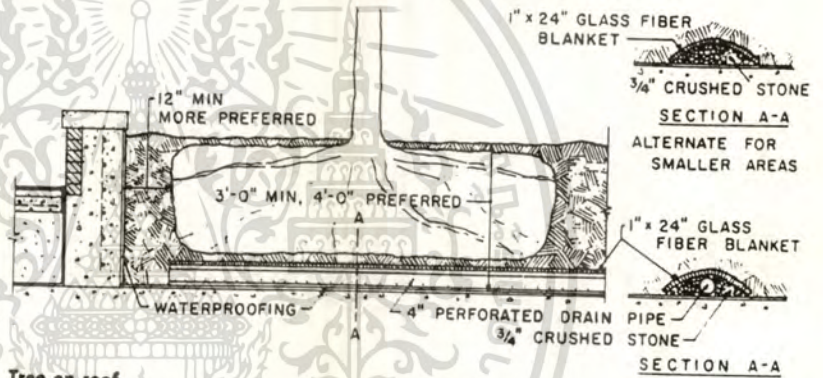 1" x 24" GLASS FIBER
BLANKET
3/4" CRUSHED STONE
SECTION A-A
ALTERNATE FOR
SMALLER AREAS
12" MIN
MORE PREFERRED
3'-0" MIN, 4'-0" PREFERRED
A
1" x 24" GLASS
FIBER BLANKET
WATERPROOFING
4" PERFORATED DRAIN PIPE
3/4" CRUSHED STONE
A
SECTION A-A
Tree on roof